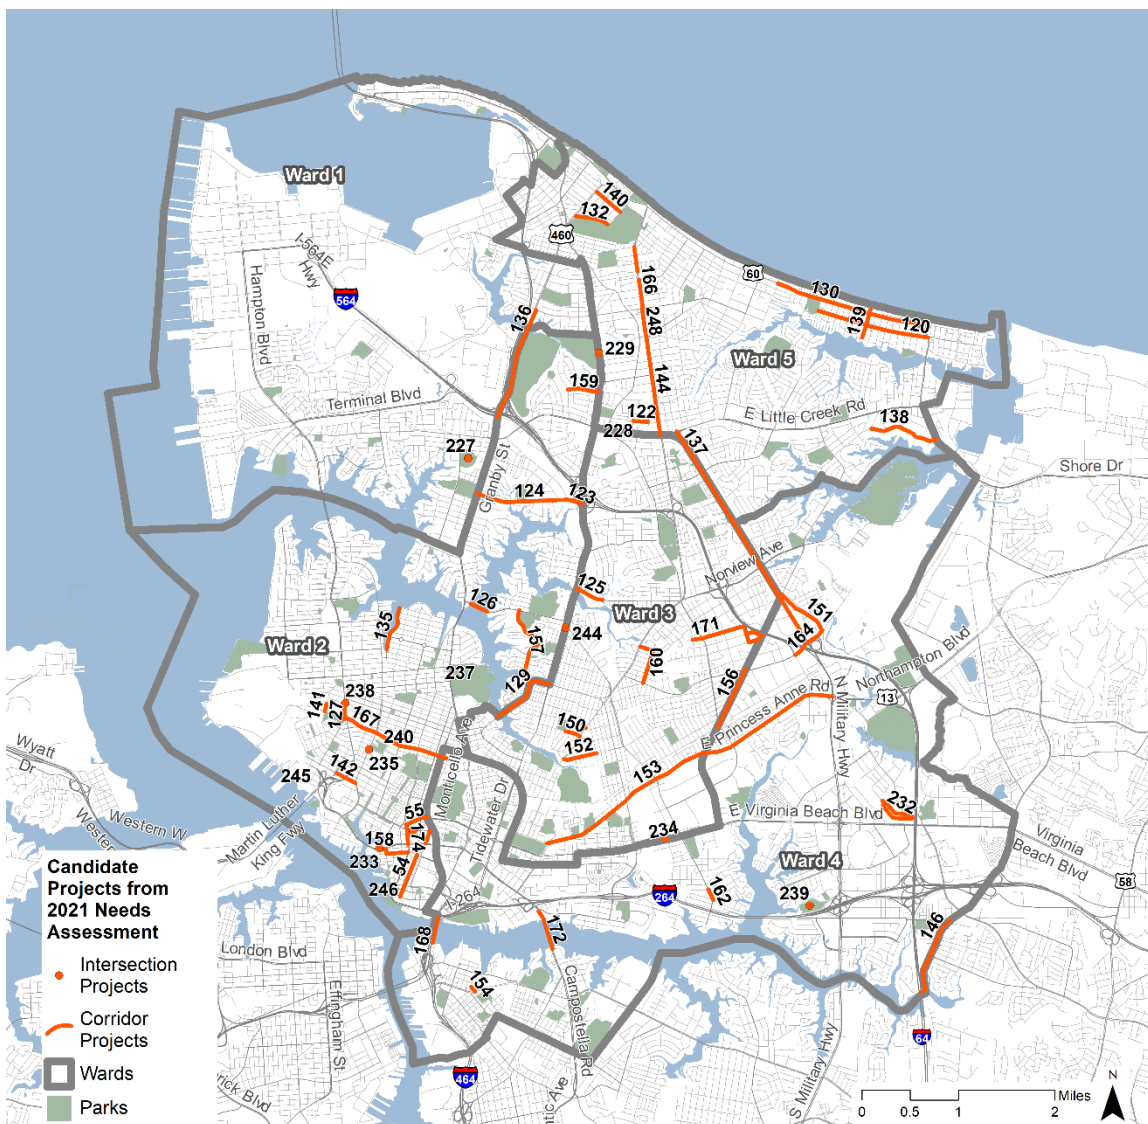 Ward 1
140
132
460
I-564E
Hwy
564
Hampton Blvd
166
60
130
139
120
136
248
229
Ward 5
159
144
Terminal Blvd
122
E Little Creek Rd
138
228
137
227
Granby St
124
123
Shore Dr
Norview Ave
125
126
Ward 3
151
135
157
244
171
164
Ward 2
160
Northampton Blvd
237
129
156
E Princess Anne Rd
N Military Hwy
13
141
127
238
167
240
150
152
235
Monticello Ave
153
Wyatt
Dr
142
245
Tidewater Dr
Western W
Wester
Martin Luther
King Fwy
55
E Virginia Beach Blvd
232
Virginia
Beach Blvd
174
158
234
233
54
Ward 4
58
246
I-264
264
162
239
168
172
146
London Blvd
Effingham St
154
Campostella Rd
S Military Hwy
64
464
rick Blvd
tic Ave
Candidate
Projects from
2021 Needs
Assessment
Intersection
Projects
Corridor
Projects
Wards
Parks
0 0.5 1 2 Miles
N